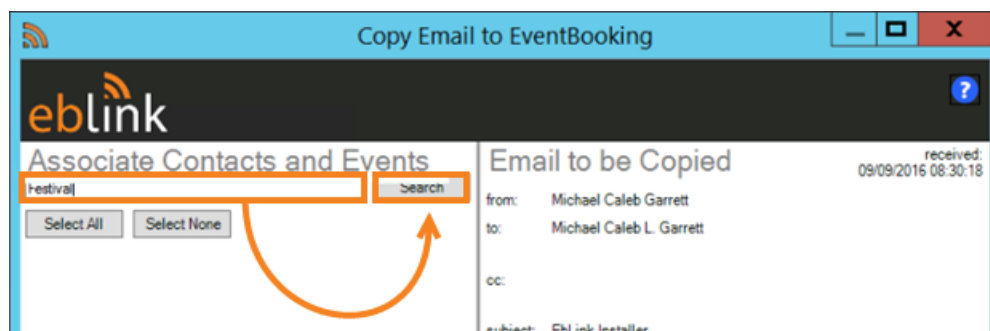 Copy Email to EventBooking
X
eblink
?
Associate Contacts and Events
Festival
Search
Select All
Select None
Email to be Copied
received:
09/09/2016 08:30:18
from: Michael Caleb Garrett
to: Michael Caleb L. Garrett
cc:
subject: EbLink Installer